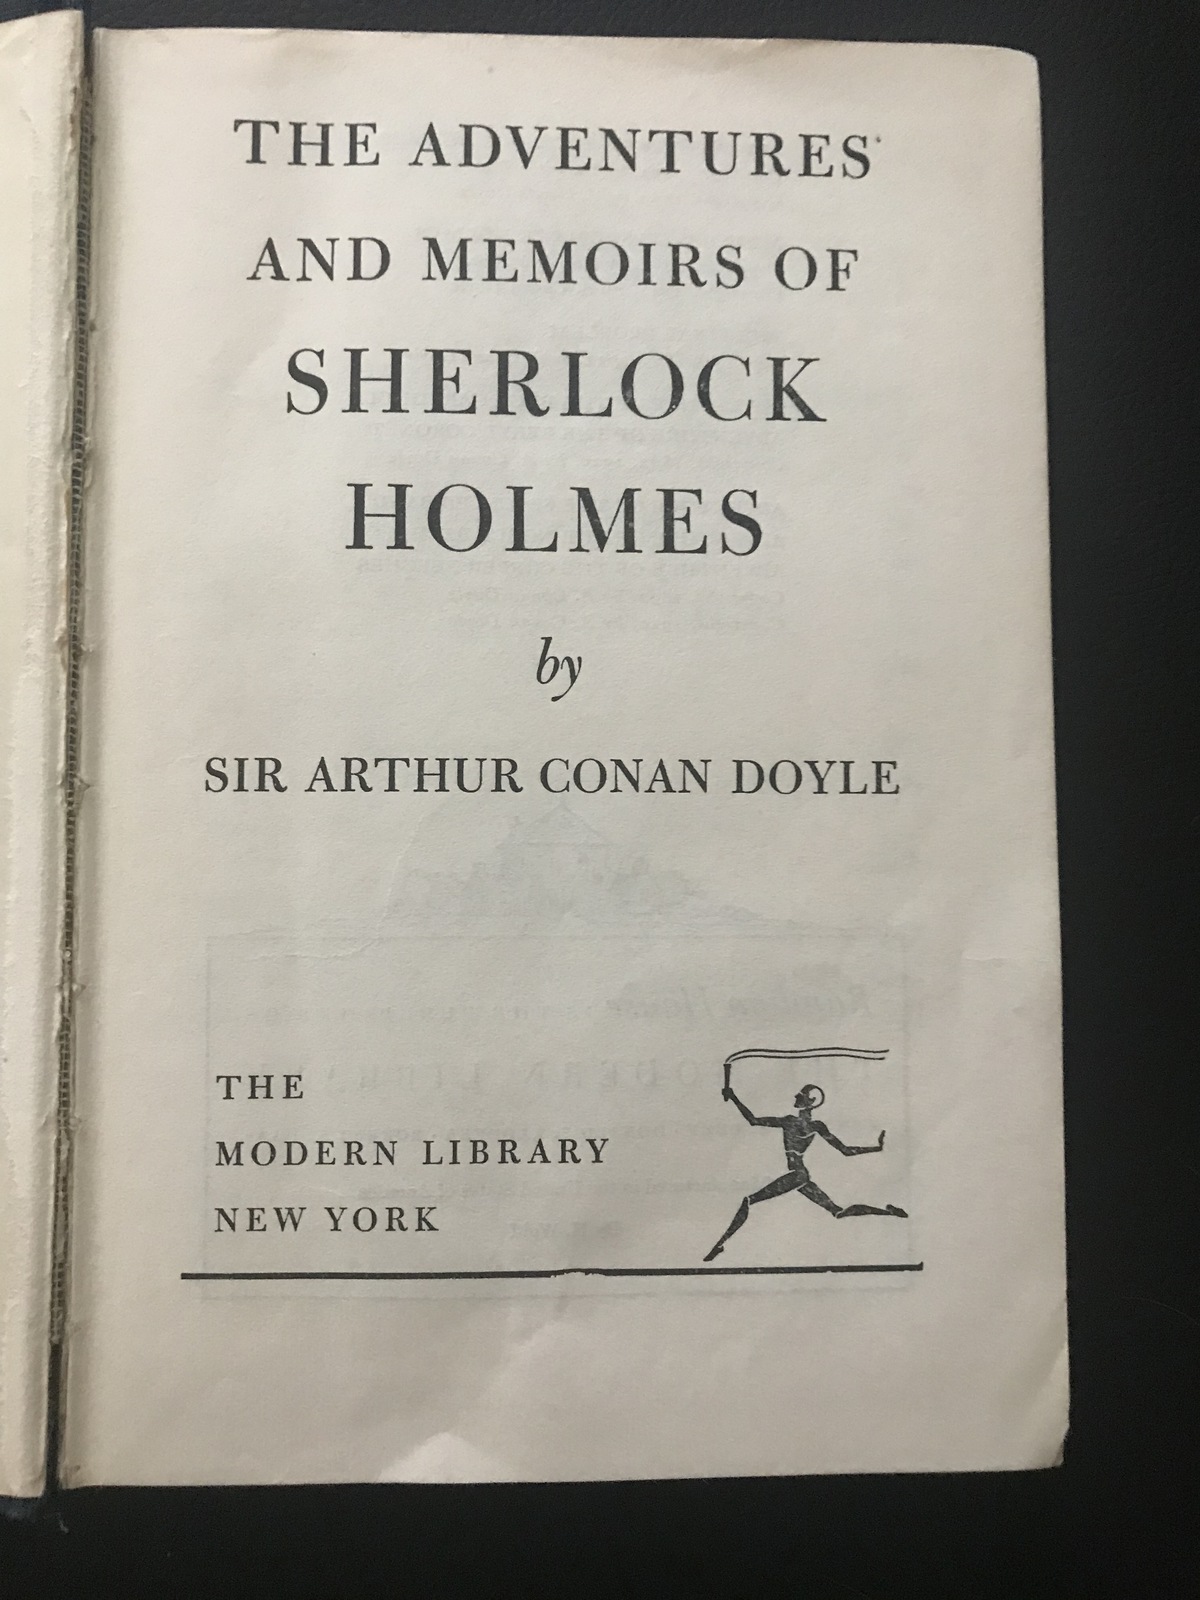 THE ADVENTURES
AND MEMOIRS OF
SHERLOCK
HOLMES
by
SIR ARTHUR CONAN DOYLE
THE
MODERN LIBRARY
NEW YORK